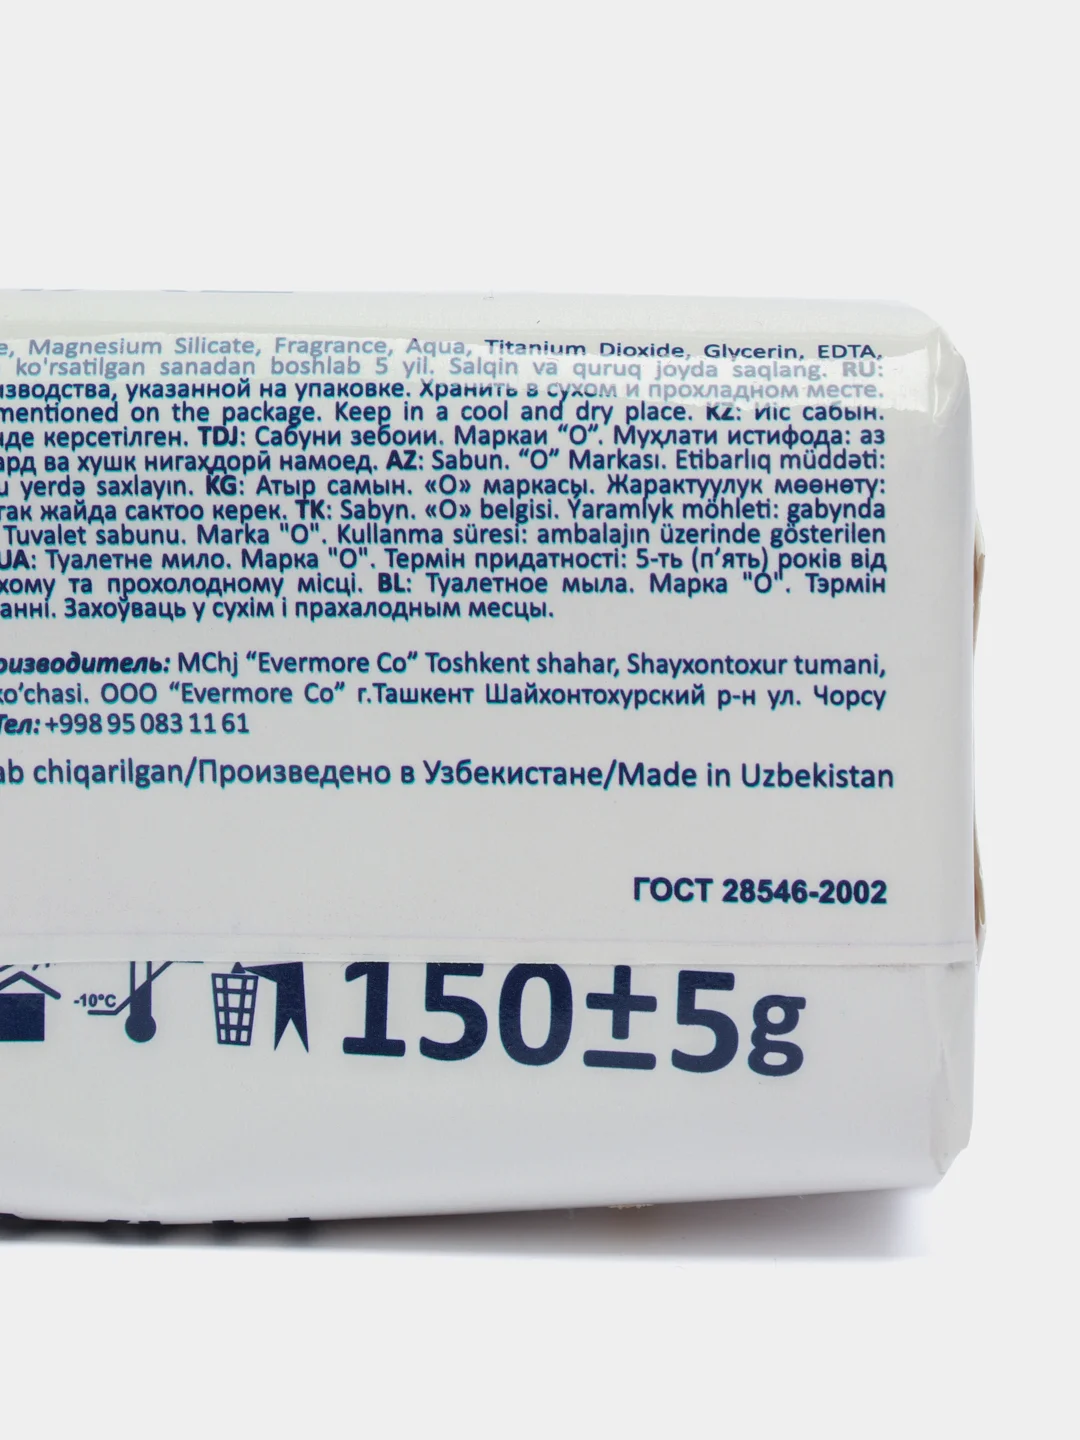 e, Magnesium Silicate, Fragrance, Aqua, Titanium Dioxide, Glycerin, EDTA.
ko'rsatilgan sanadan boshlab 5 yil. Salqin va quruq joyda saqlang. RU:
изводства, указанной на упаковке. Хранить в сухом и прохладном месте.
mentioned on the package. Keep in a cool and dry place. KZ: Иіс сабын.
нде керсетілген. TDJ: Сабуни зебоии. Маркаи “О”. Муҳлати истифода: аз
ард ва хушк нигаҳдорӣ намоед. AZ: Sabun. “O” Markası. Etibarlıq müddəti:
u yerdə saxlayın. KG: Атыр самын. «О» маркасы. Жарактуулук мөөнөтү:
гак жайда сактоо керек. TK: Sabyn. «O» belgisi. Ýaramlyk möhleti: gabynda
Tuvalet sabunu. Marka "O". Kullanma süresi: ambalajın üzerinde gösterilen
UA: Туалетне мило. Марка "О". Термін придатності: 5-ть (п’ять) років від
хому та прохолодному місці. BL: Туалетное мыла. Марка "О". Тэрмін
анні. Захоўваць у сухім і прахалодным месцы.
оизводитель: MChj “Evermore Co” Toshkent shahar, Shayxontoxur tumani,
ko’chasi. ООО “Evermore Co” г.Ташкент Шайхонтохурский р-н ул. Чорсу
Тел: +998 95 083 11 61
ab chiqarilgan/Произведено в Узбекистане/Made in Uzbekistan
ГОСТ 28546-2002
-10°C
150±5g